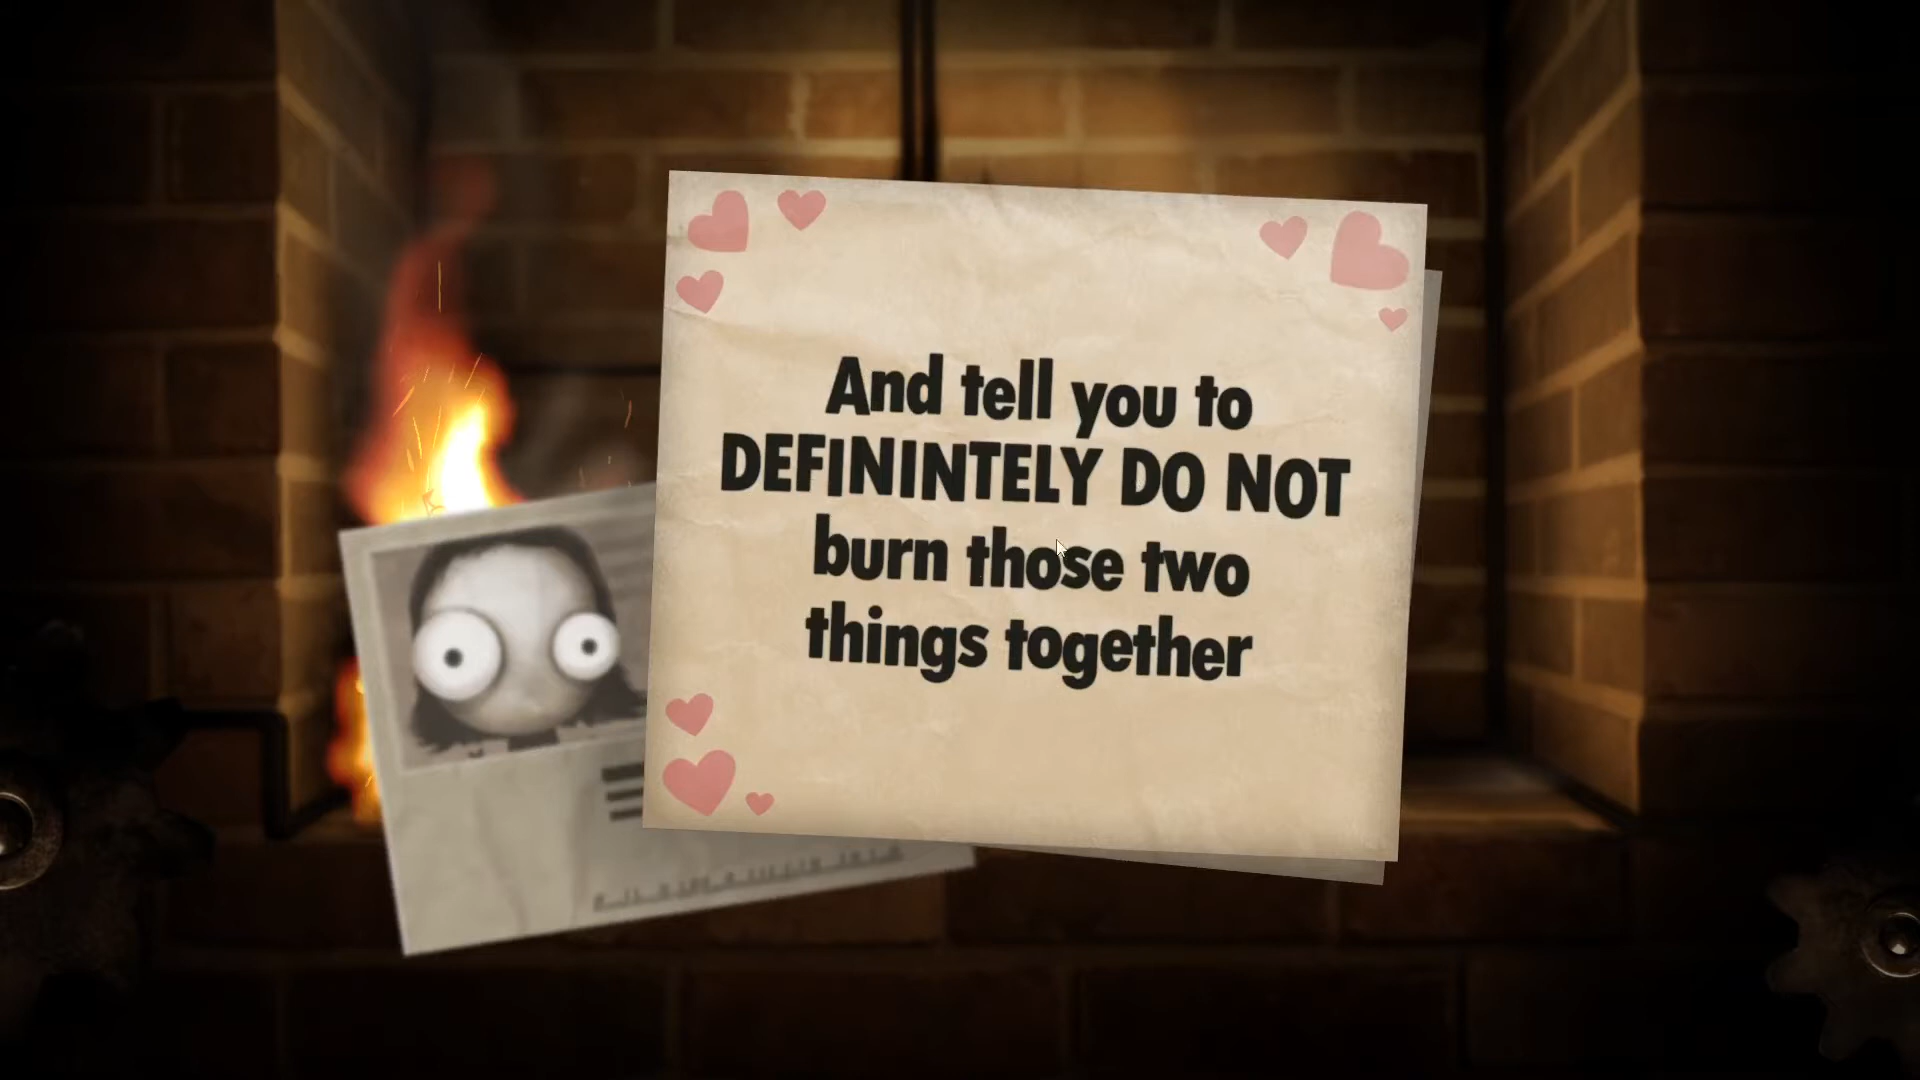 And tell you to
DEFININTELY DO NOT
burn those two
things together